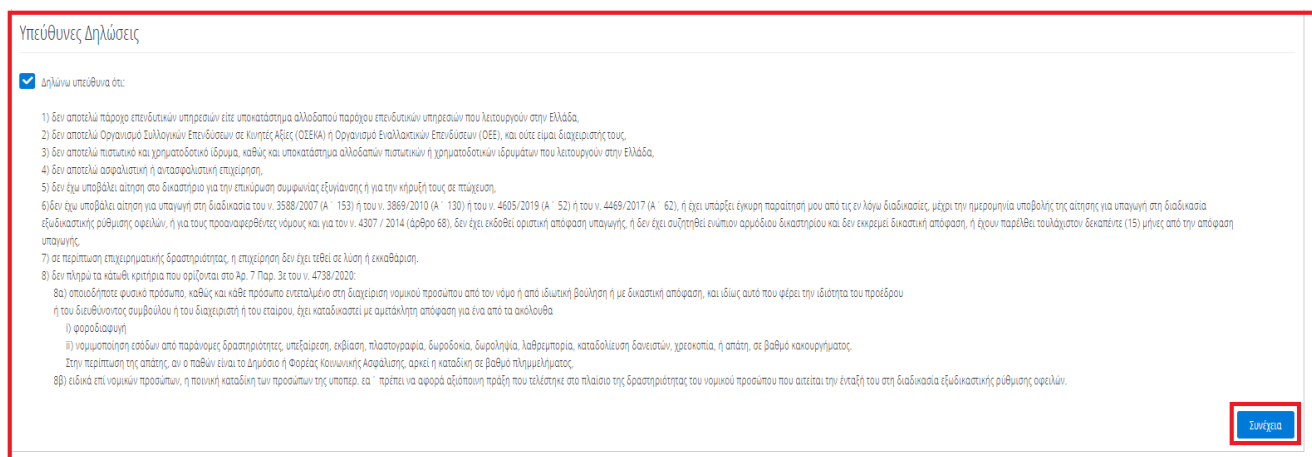 Υπεύθυνες Δηλώσεις
Δηλώνω υπεύθυνα ότι:
1) δεν αποτελώ πάροχο επενδυτικών υπηρεσιών είτε υποκατάστημα αλλοδαπού παρόχου επενδυτικών υπηρεσιών που λειτουργούν στην Ελλάδα,
2) δεν αποτελώ Οργανισμό Συλλογικών Επενδύσεων σε Κινητές Αξίες (ΟΣΕΚΑ) ή Οργανισμό Εναλλακτικών Επενδύσεων (ΟΕΕ), και ούτε είμαι διαχειριστής τους,
3) δεν αποτελώ πιστωτικό και χρηματοδοτικό ίδρυμα, καθώς και υποκατάστημα αλλοδαπών πιστωτικών ή χρηματοδοτικών ιδρυμάτων που λειτουργούν στην Ελλάδα,
4) δεν αποτελώ ασφαλιστική ή αντασφαλιστική επιχείρηση,
5) δεν έχω υποβάλει αίτηση στο δικαστήριο για την επικύρωση συμφωνίας εξυγίανσης ή για την κήρυξή τους σε πτώχευση,
6)δεν έχω υποβάλει αίτηση για υπαγωγή στη διαδικασία του ν. 3588/2007 (Α΄ 153) ή του ν. 3869/2010 (Α΄ 130) ή του ν. 4605/2019 (Α΄ 52) ή του ν. 4469/2017 (Α΄ 62), ή έχει υπάρξει έγκυρη παραίτησή μου από τις εν λόγω διαδικασίες, μέχρι την ημερομηνία υποβολής της αίτησης για υπαγωγή στη διαδικασία
εξωδικαστικής ρύθμισης οφειλών, ή για τους προαναφερθέντες νόμους και για τον ν. 4307 / 2014 (άρθρο 68), δεν έχει εκδοθεί οριστική απόφαση υπαγωγής, ή δεν έχει συζητηθεί ενώπιον αρμόδιου δικαστηρίου και δεν εκκρεμεί δικαστική απόφαση, ή έχουν παρέλθει τουλάχιστον δεκαπέντε (15) μήνες από την απόφαση
υπαγωγής,
7) σε περίπτωση επιχειρηματικής δραστηριότητας, η επιχείρηση δεν έχει τεθεί σε λύση ή εκκαθάριση.
8) δεν πληρώ τα κάτωθι κριτήρια που ορίζονται στο Άρ. 7 Παρ. 3ε του ν. 4738/2020:
8α) οποιοδήποτε φυσικό πρόσωπο, καθώς και κάθε πρόσωπο εντεταλμένο στη διαχείριση νομικού προσώπου από τον νόμο ή από ιδιωτική βούληση ή με δικαστική απόφαση, και ιδίως αυτό που φέρει την ιδιότητα του προέδρου
ή του διευθύνοντος συμβούλου ή του διαχειριστή ή του εταίρου, έχει καταδικαστεί με αμετάκλητη απόφαση για ένα από τα ακόλουθα
i) φοροδιαφυγή
ii) νομιμοποίηση εσόδων από παράνομες δραστηριότητες, υπεξαίρεση, εκβίαση, πλαστογραφία, δωροδοκία, δωροληψία, λαθρεμπορία, καταδολίευση δανειστών, χρεοκοπία, ή απάτη, σε βαθμό κακουργήματος.
Στην περίπτωση της απάτης, αν ο παθών είναι το Δημόσιο ή Φορέας Κοινωνικής Ασφάλισης, αρκεί η καταδίκη σε βαθμό πλημμελήματος,
8β) ειδικά επί νομικών προσώπων, η ποινική καταδίκη των προσώπων της υποπερ. εα΄ πρέπει να αφορά αξιόποινη πράξη που τελέστηκε στο πλαίσιο της δραστηριότητας του νομικού προσώπου που αιτείται την ένταξή του στη διαδικασία εξωδικαστικής ρύθμισης οφειλών.
Συνέχεια